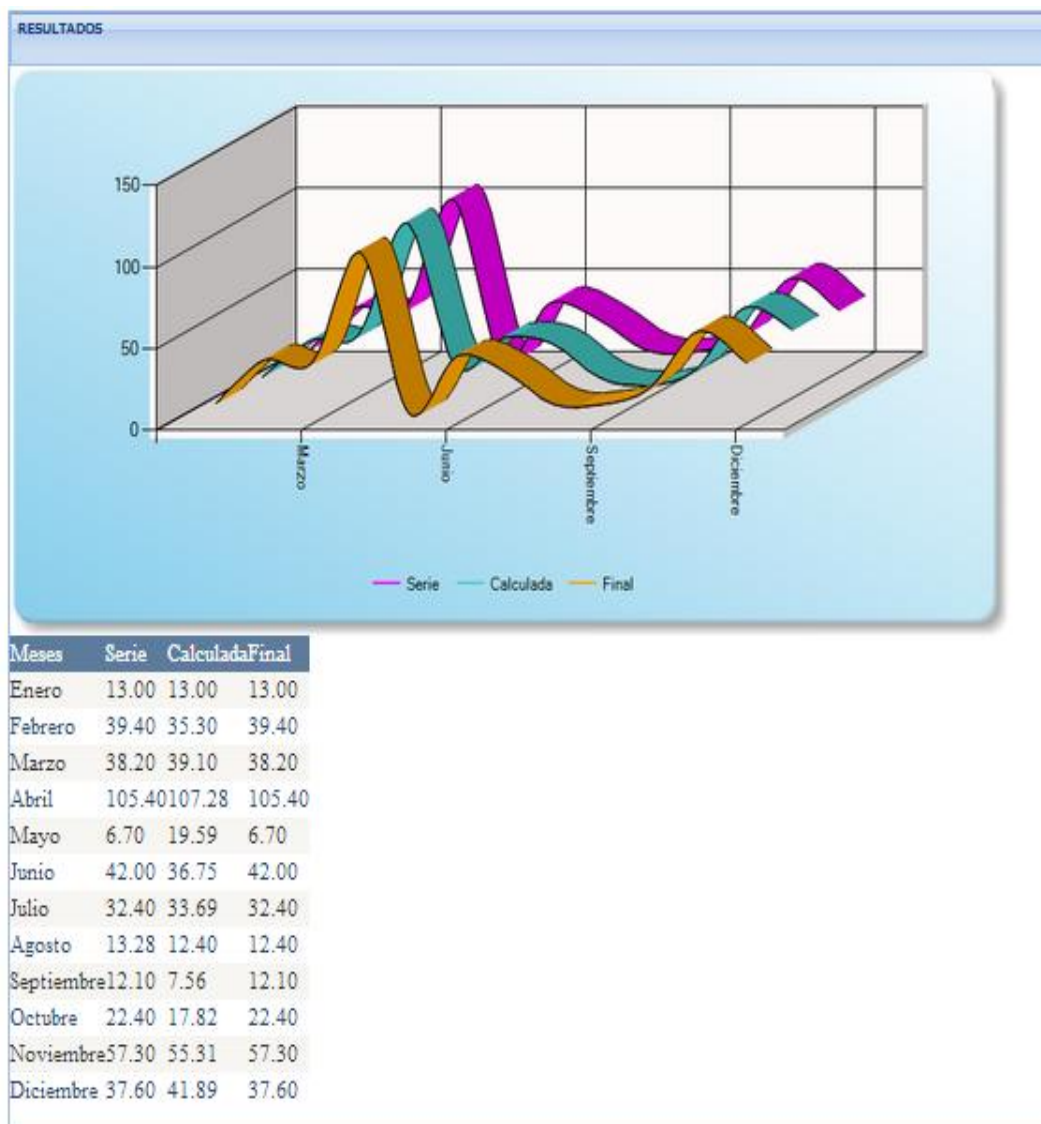 RESULTADOS
150
100
50
0
Marzo
Junio
Septiembre
Diciembre
Serie Calculada Final
Meses Serie Calculada Final
Enero 13.00 13.00 13.00
Febrero 39.40 35.30 39.40
Marzo 38.20 39.10 38.20
Abril 105.40 107.28 105.40
Mayo 6.70 19.59 6.70
Junio 42.00 36.75 42.00
Julio 32.40 33.69 32.40
Agosto 13.28 12.40 12.40
Septiembre 12.10 7.56 12.10
Octubre 22.40 17.82 22.40
Noviembre 57.30 55.31 57.30
Diciembre 37.60 41.89 37.60